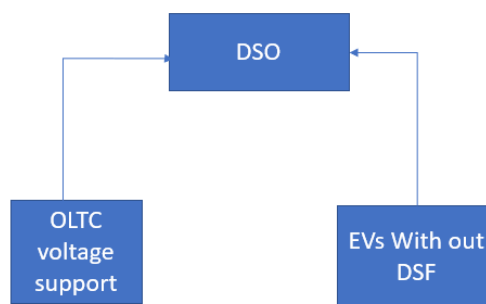 DSO
OLTC
voltage
support
EVs With out
DSF